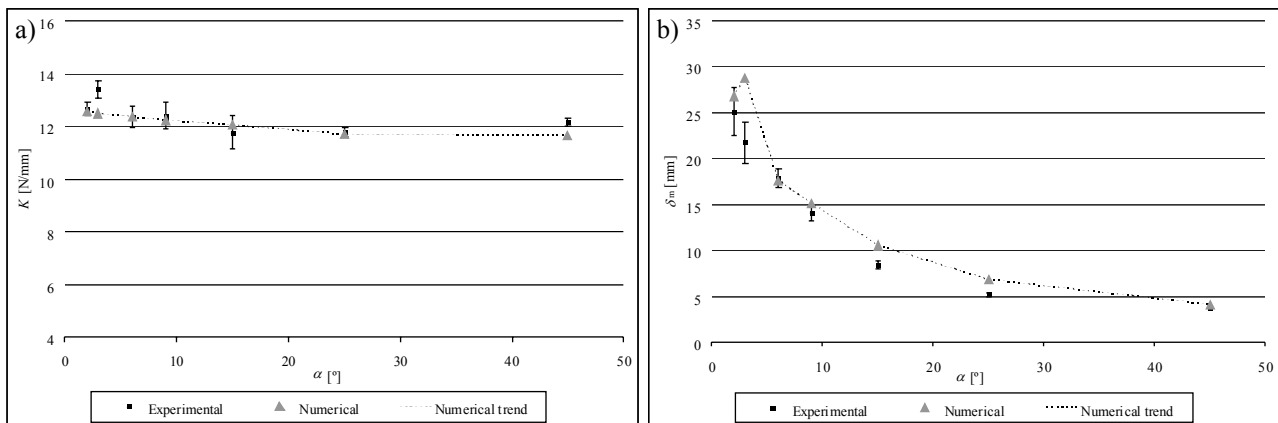 a)
16
14
12
10
8
6
4
K [N/mm]
0 10 20 30 40 50
α [º]
Experimental Numerical Numerical trend
b)
35
30
25
20
15
10
5
0
δm [mm]
0 10 20 30 40 50
α [º]
Experimental Numerical Numerical trend